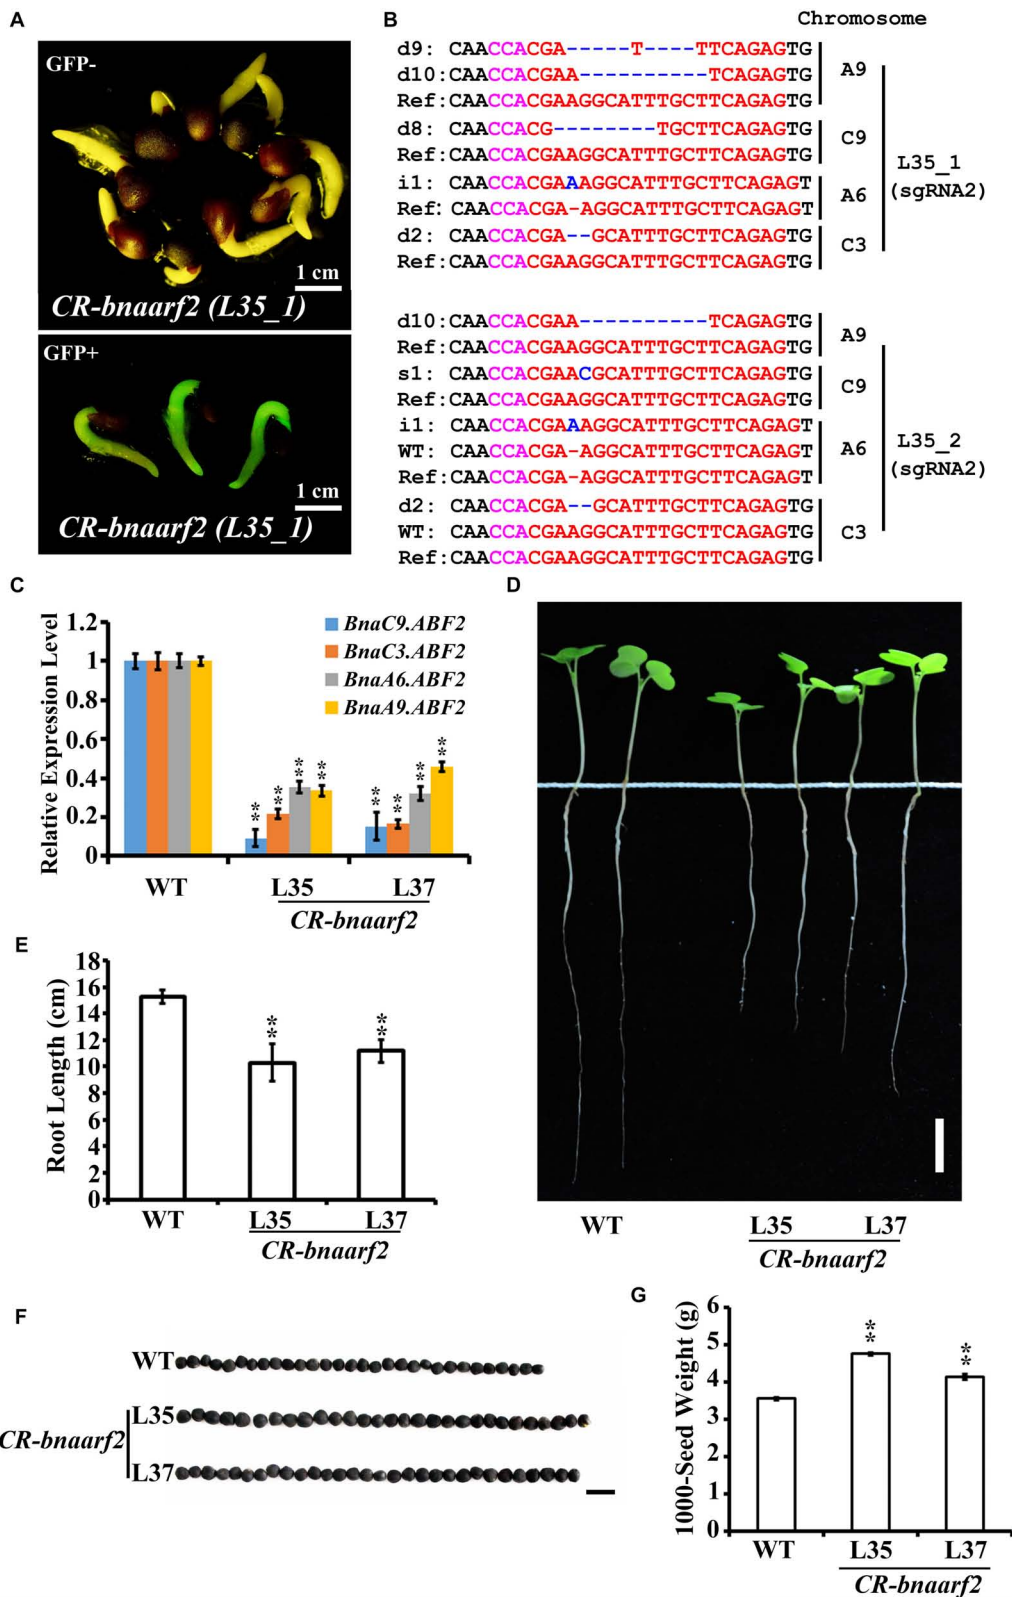 A
GFP-
1 cm
CR-bnaarf2 (L35_1)
GFP+
1 cm
CR-bnaarf2 (L35_1)
B
Chromosome
d9: CAACCACGA-----T----TTCAGAGTG
d10:CAACCACGAA----------TCAGAGTG
Ref:CAACCACGAAGGCATTTGCTTCAGAGTG
A9
d8: CAACCACG--------TGCTTCAGAGTG
Ref:CAACCACGAAGGCATTTGCTTCAGAGTG
C9
i1: CAACCACGAAAGGCATTTGCTTCAGAGT
Ref: CAACCACGA-AGGCATTTGCTTCAGAGT
A6
d2: CAACCACGA--GCATTTGCTTCAGAGTG
Ref:CAACCACGAAGGCATTTGCTTCAGAGTG
C3
L35_1
(sgRNA2)
d10:CAACCACGAA----------TCAGAGTG
Ref:CAACCACGAAGGCATTTGCTTCAGAGTG
A9
s1: CAACCACGAACGCATTTGCTTCAGAGTG
Ref:CAACCACGAAGGCATTTGCTTCAGAGTG
C9
i1: CAACCACGAAAGGCATTTGCTTCAGAGT
WT: CAACCACGA-AGGCATTTGCTTCAGAGT
Ref:CAACCACGA-AGGCATTTGCTTCAGAGT
A6
d2: CAACCACGA--GCATTTGCTTCAGAGTG
WT: CAACCACGAAGGCATTTGCTTCAGAGTG
Ref:CAACCACGAAGGCATTTGCTTCAGAGTG
C3
L35_2
(sgRNA2)
C
Relative Expression Level
1.2
1
0.8
0.6
0.4
0.2
0
BnaC9.ABF2
BnaC3.ABF2
BnaA6.ABF2
BnaA9.ABF2
** ** ** ** ** ** ** **
WT L35 L37
CR-bnaarf2
D
WT L35 L37
CR-bnaarf2
E
Root Length (cm)
18
16
14
12
10
8
6
4
2
0
** **
WT L35 L37
CR-bnaarf2
F
WT
L35
CR-bnaarf2
L37
G
1000-Seed Weight (g)
6
5
4
3
2
1
0
** **
WT L35 L37
CR-bnaarf2